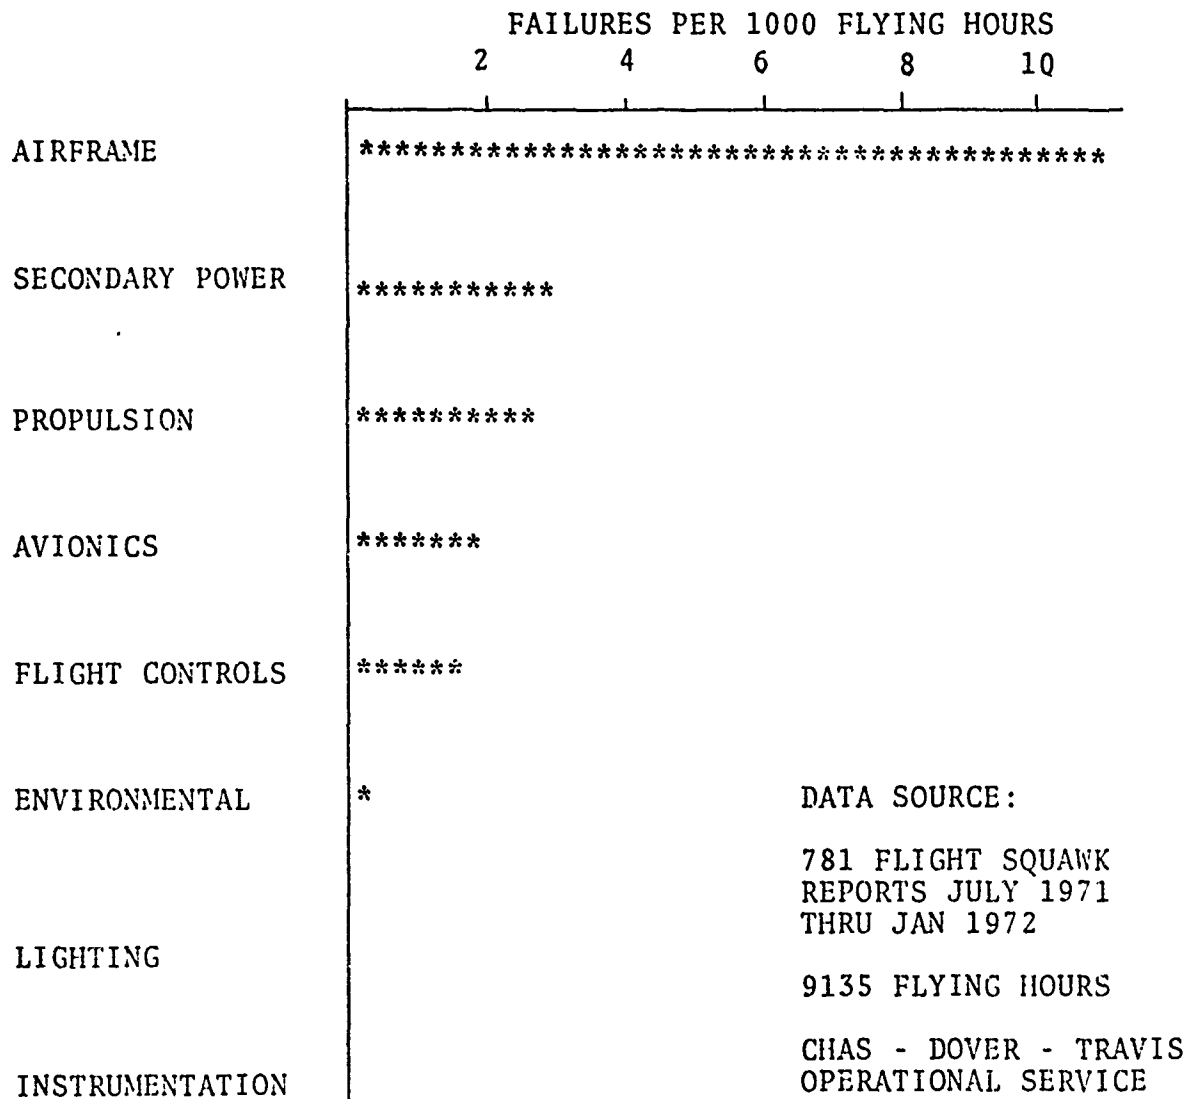 FAILURES PER 1000 FLYING HOURS
2 4 6 8 10
AIRFRAME *****************************************
SECONDARY POWER ***********
PROPULSION **********
AVIONICS *******
FLIGHT CONTROLS ******
ENVIRONMENTAL *
DATA SOURCE:
781 FLIGHT SQUAWK
REPORTS JULY 1971
THRU JAN 1972
LIGHTING
9135 FLYING HOURS
CHAS - DOVER - TRAVIS
INSTRUMENTATION OPERATIONAL SERVICE